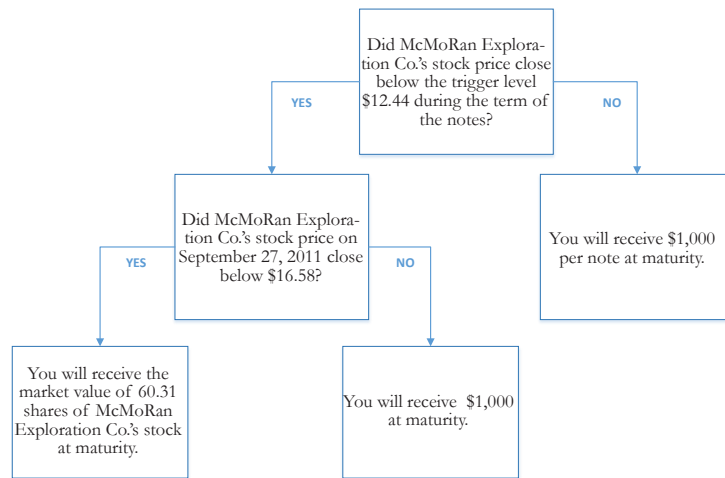 Did McMoRan Explora-
tion Co.'s stock price close
below the trigger level
$12.44 during the term of
the notes?
YES
NO
Did McMoRan Explora-
tion Co.'s stock price on
September 27, 2011 close
below $16.58?
You will receive $1,000
per note at maturity.
YES
NO
You will receive the
market value of 60.31
shares of McMoRan
Exploration Co.'s stock
at maturity.
You will receive $1,000
at maturity.